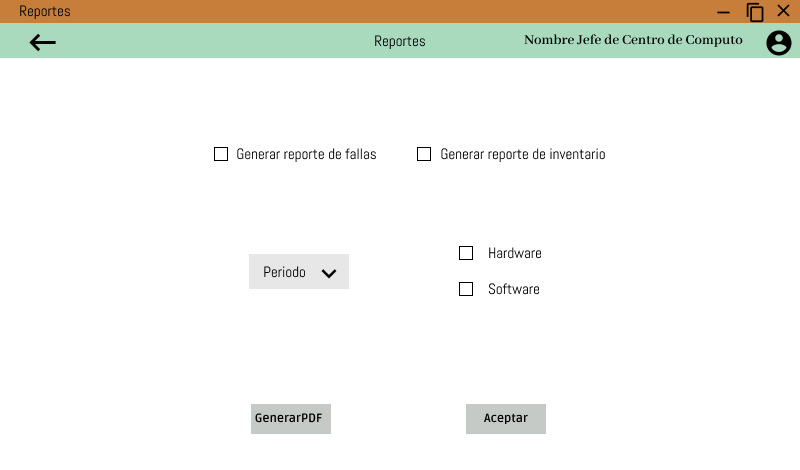 Reportes
Reportes
Nombre Jefe de Centro de Computo
Generar reporte de fallas
Generar reporte de inventario
Periodo
Hardware
Software
GenerarPDF
Aceptar